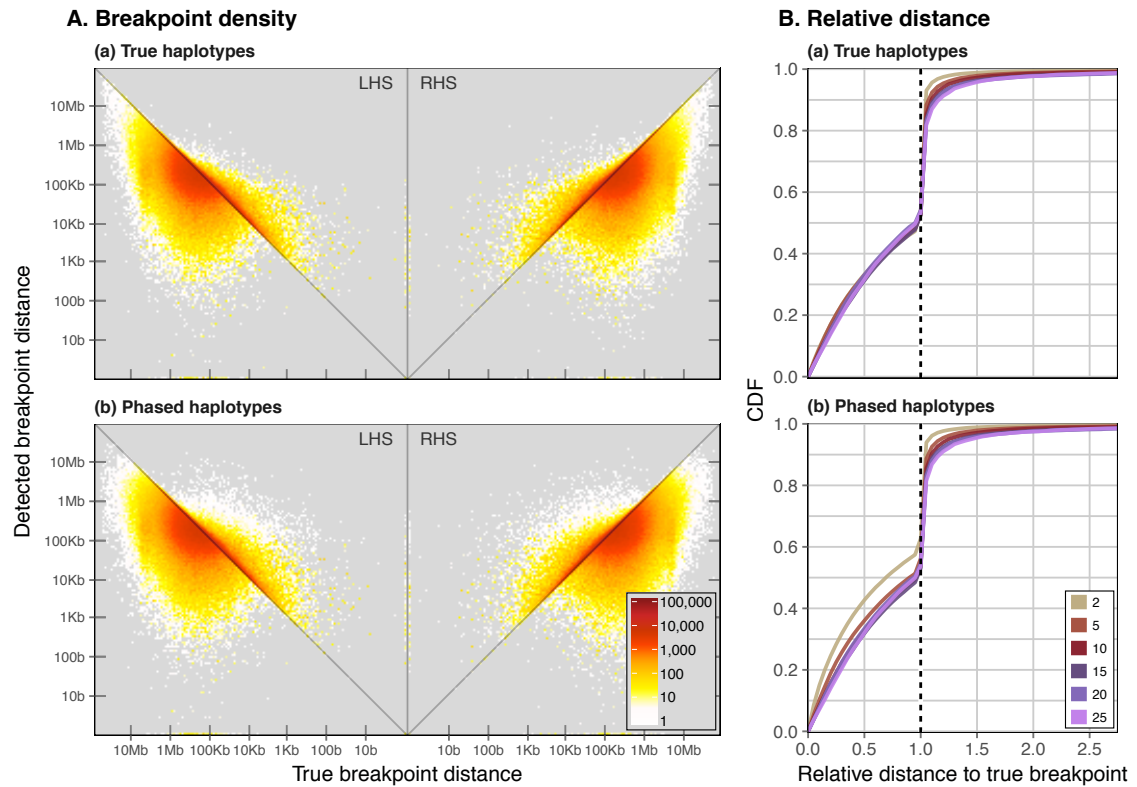 A. Breakpoint density
(a) True haplotypes
LHS RHS
10Mb
1Mb
100Kb
10Kb
1Kb
100b
10b
Detected breakpoint distance
(b) Phased haplotypes
LHS RHS
10Mb
1Mb
100Kb
10Kb
1Kb
100b
10b
100,000
10,000
1,000
100
10
1
10Mb 1Mb 100Kb 10Kb 1Kb 100b 10b 10b 100b 1Kb 10Kb 100Kb 1Mb 10Mb
True breakpoint distance
B. Relative distance
(a) True haplotypes
1.0
0.8
0.6
0.4
0.2
0.0
CDF
(b) Phased haplotypes
1.0
0.8
0.6
0.4
0.2
0.0
2
5
10
15
20
25
0.0 0.5 1.0 1.5 2.0 2.5
Relative distance to true breakpoint